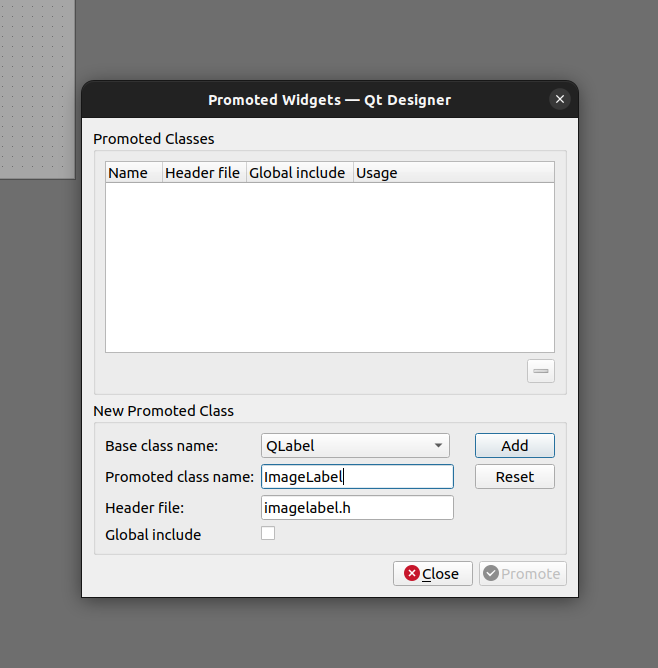 Promoted Widgets — Qt Designer
Promoted Classes
Name Header file Global include Usage
New Promoted Class
Base class name: QLabel Add
Promoted class name: ImageLabel Reset
Header file: imagelabel.h
Global include
Close Promote